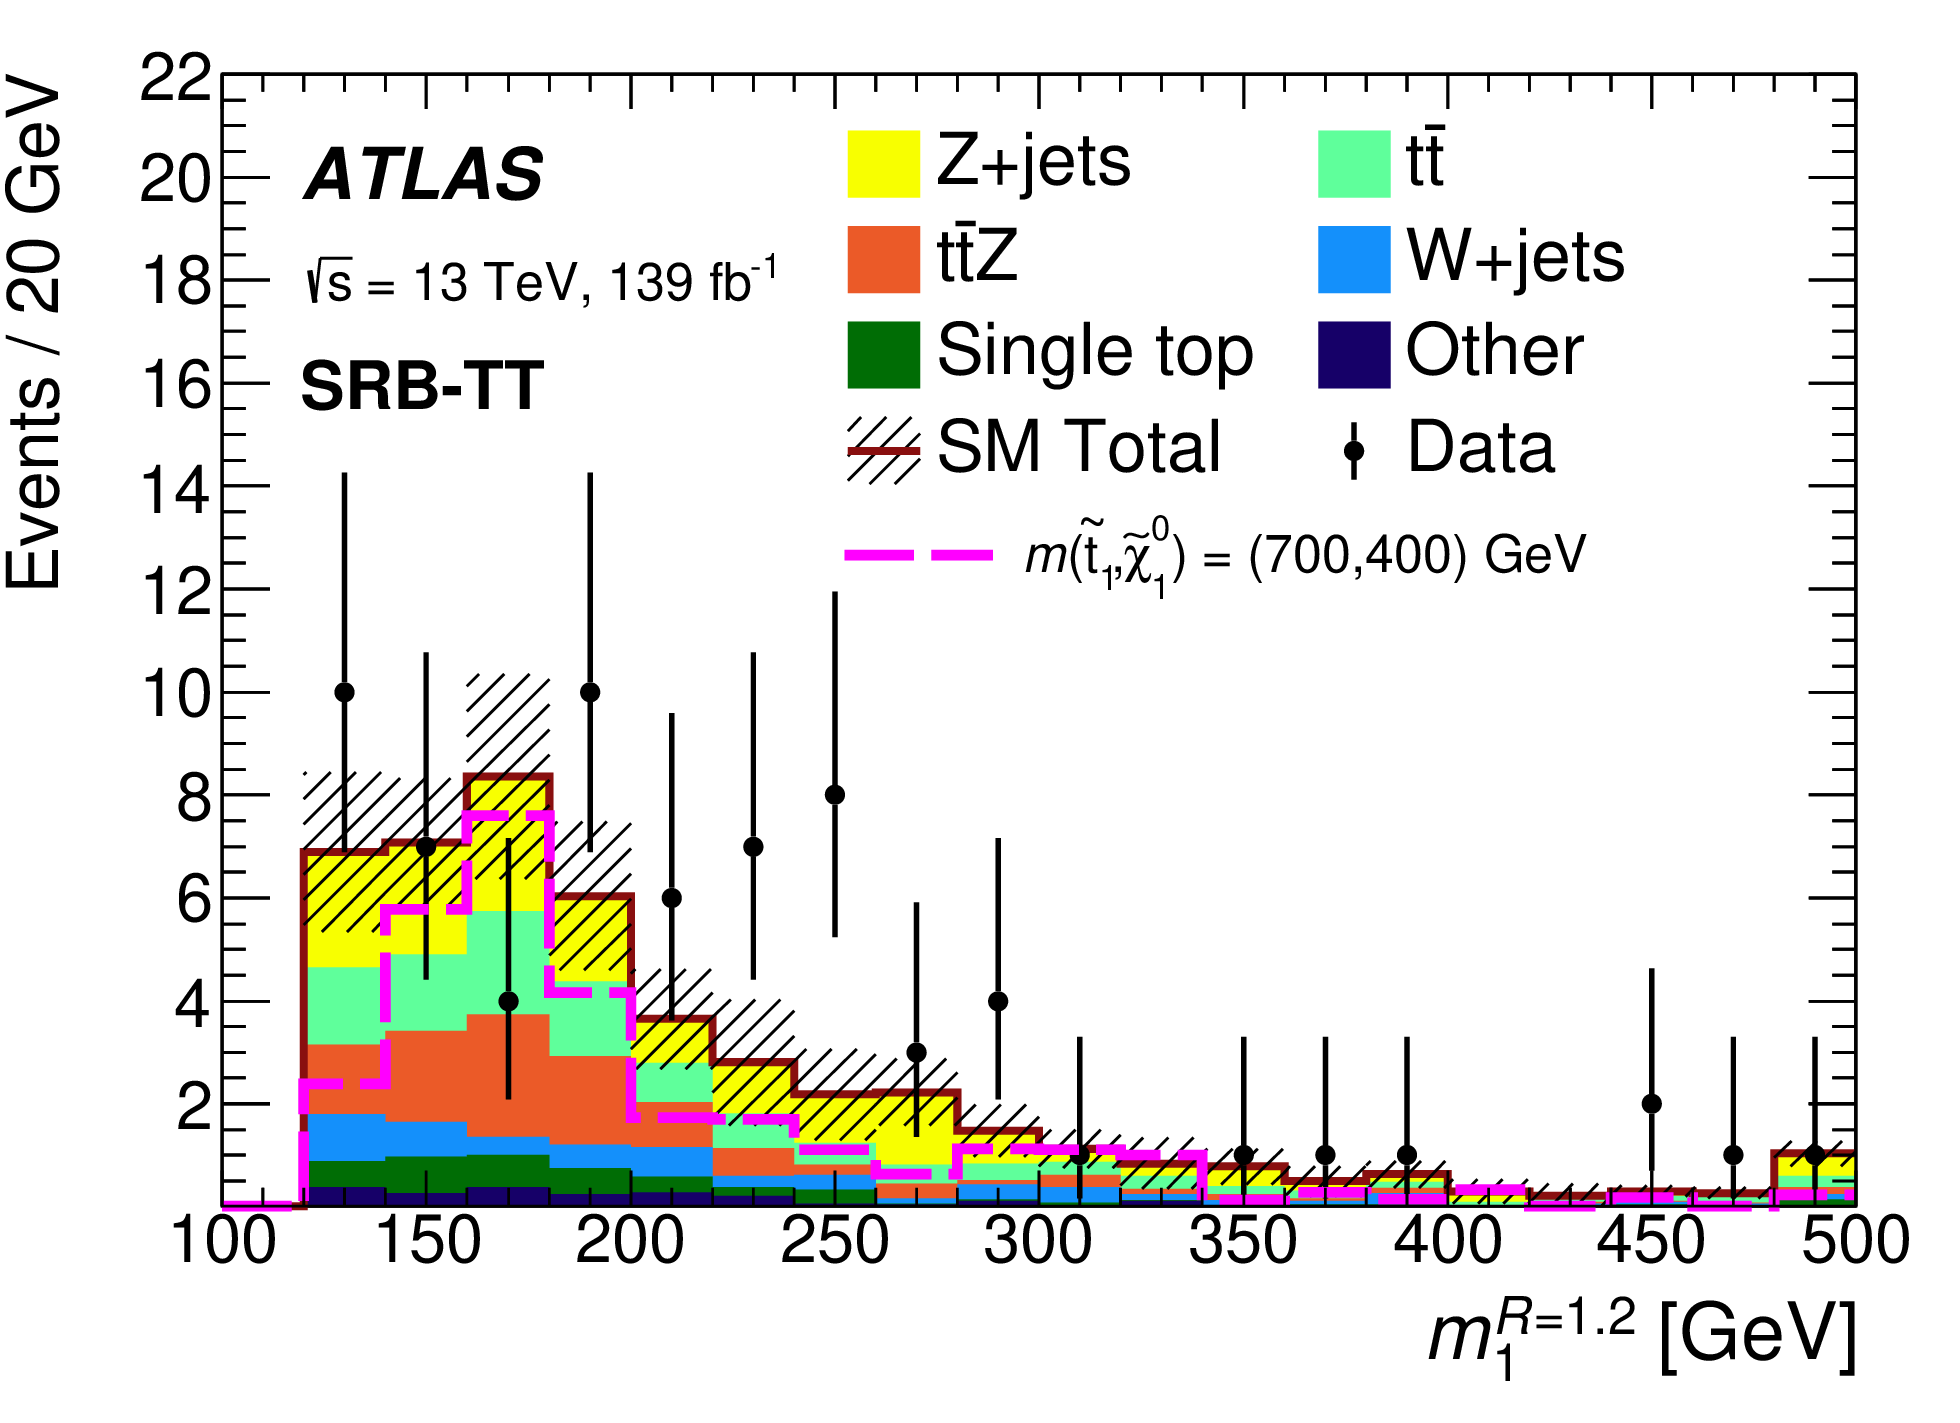 Events / 20 GeV
22
20
18
16
14
12
10
8
6
4
2
ATLAS
√s = 13 TeV, 139 fb⁻¹
SRB-TT
Z+jets
tt̄
tt̄Z
W+jets
Single top
Other
SM Total
Data
m(t̃₁,χ̃₁⁰) = (700,400) GeV
100 150 200 250 300 350 400 450 500
m₁ᴿ⁼¹·² [GeV]